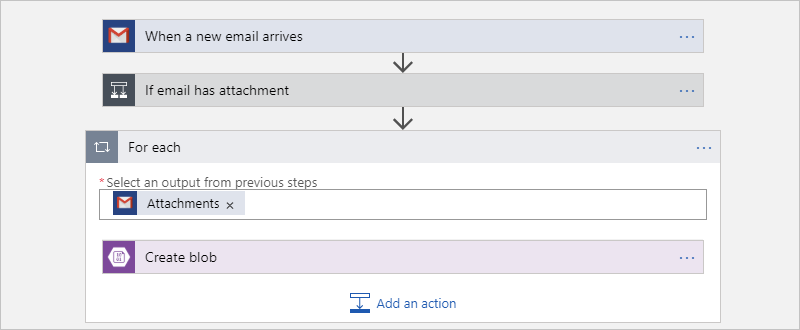 When a new email arrives
...
If email has attachment
...
For each
...
*Select an output from previous steps
Attachments ×
Create blob
...
Add an action